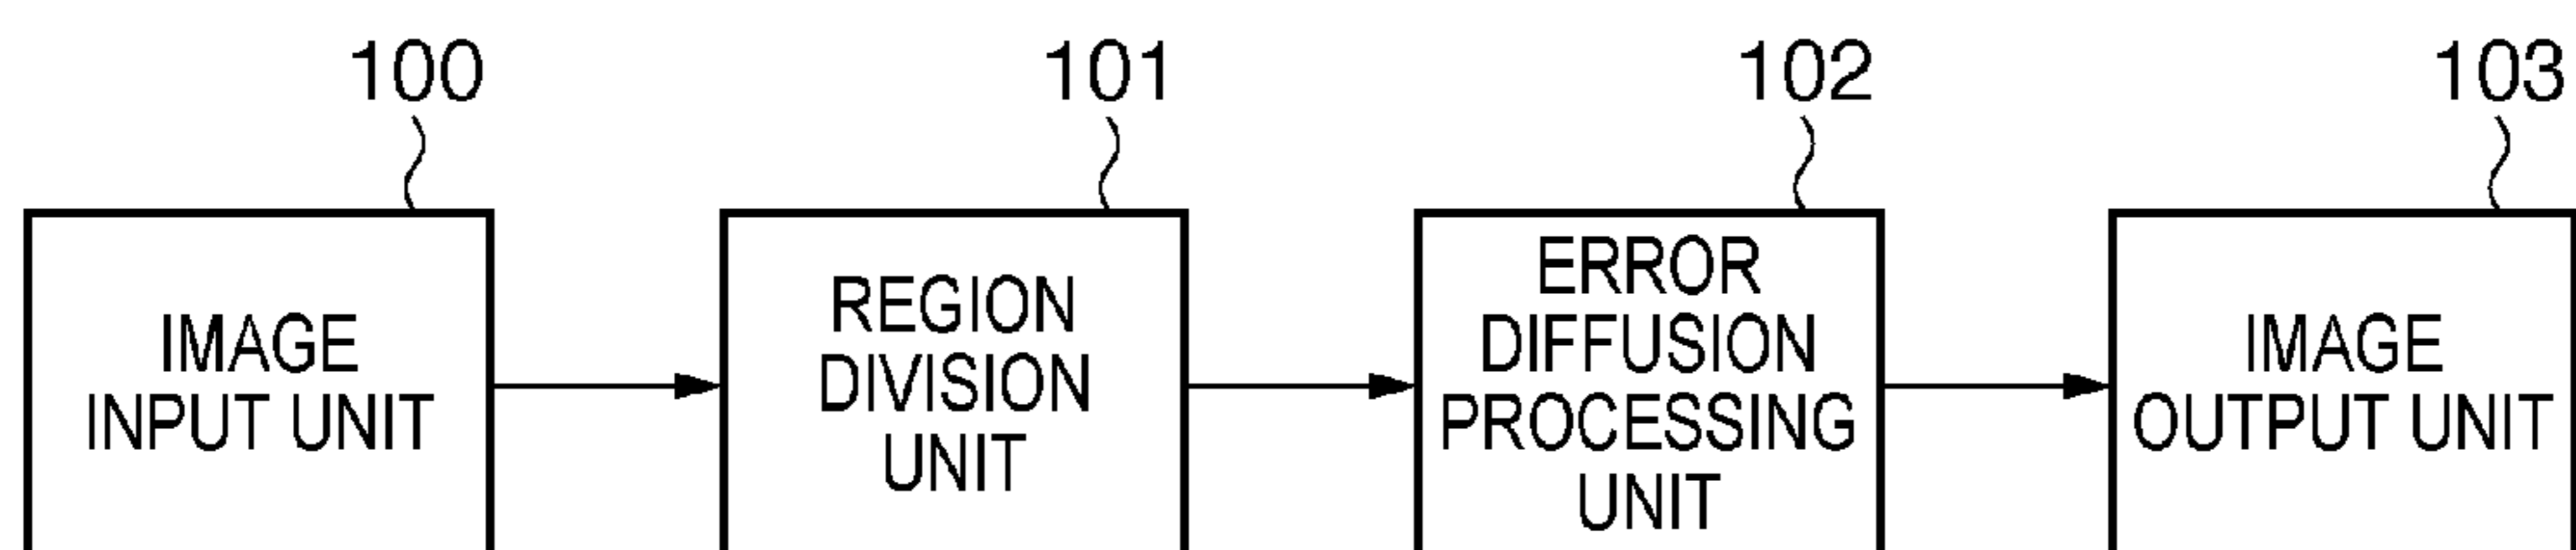 100
101
102
103
IMAGE
INPUT UNIT
REGION
DIVISION
UNIT
ERROR
DIFFUSION
PROCESSING
UNIT
IMAGE
OUTPUT UNIT